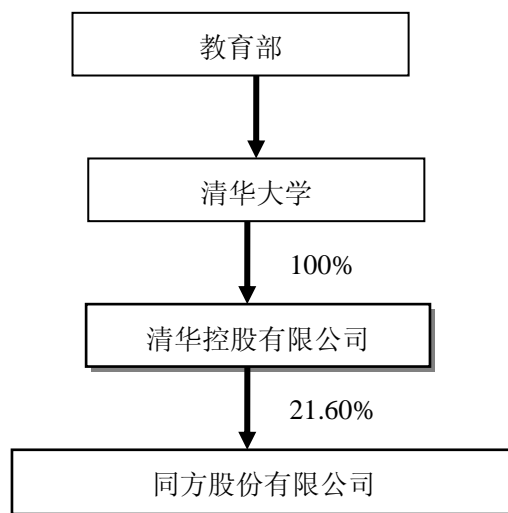 教育部
清华大学
100%
清华控股有限公司
21.60%
同方股份有限公司